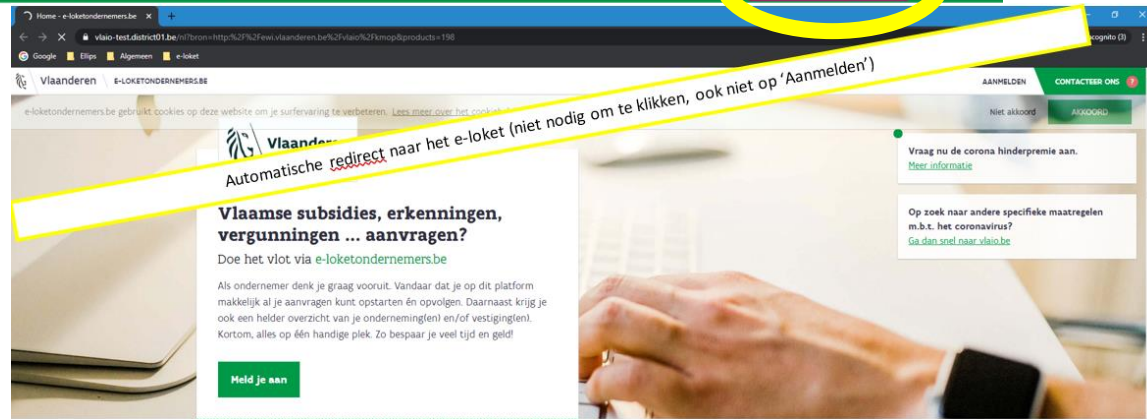 Home - e-loketondernemers.be
vlaio-test.district01.be/nl?bron=http:%2F%2Fewi.vlaanderen.be%2Fvlaio%2Fkmop&products=198
cognito (3)
Google Ellips Algemeen e-loket
Vlaanderen E-LOKETONDERNEMERS.BE
AANMELDEN CONTACTEER ONS ?
e-loketondernemers.be gebruikt cookies op deze website om je surfervaring te verbeteren. Lees meer over het
Niet akkoord AKKOORD
Automatische redirect naar het e-loket (niet nodig om te klikken, ook niet op ‘Aanmelden’)
Vraag nu de corona hinderpremie aan.
Meer informatie
Op zoek naar andere specifieke maatregelen
m.b.t. het coronavirus?
Ga dan snel naar vlaio.be
Vlaamse subsidies, erkenningen,
vergunningen ... aanvragen?
Doe het vlot via e-loketondernemers.be
Als ondernemer denk je graag vooruit. Vandaar dat je op dit platform
makkelijk al je aanvragen kunt opstarten én opvolgen. Daarnaast krijg je
ook een helder overzicht van je onderneming(en) en/of vestiging(en).
Kortom, alles op één handige plek. Zo bespaar je veel tijd en geld!
Meld je aan